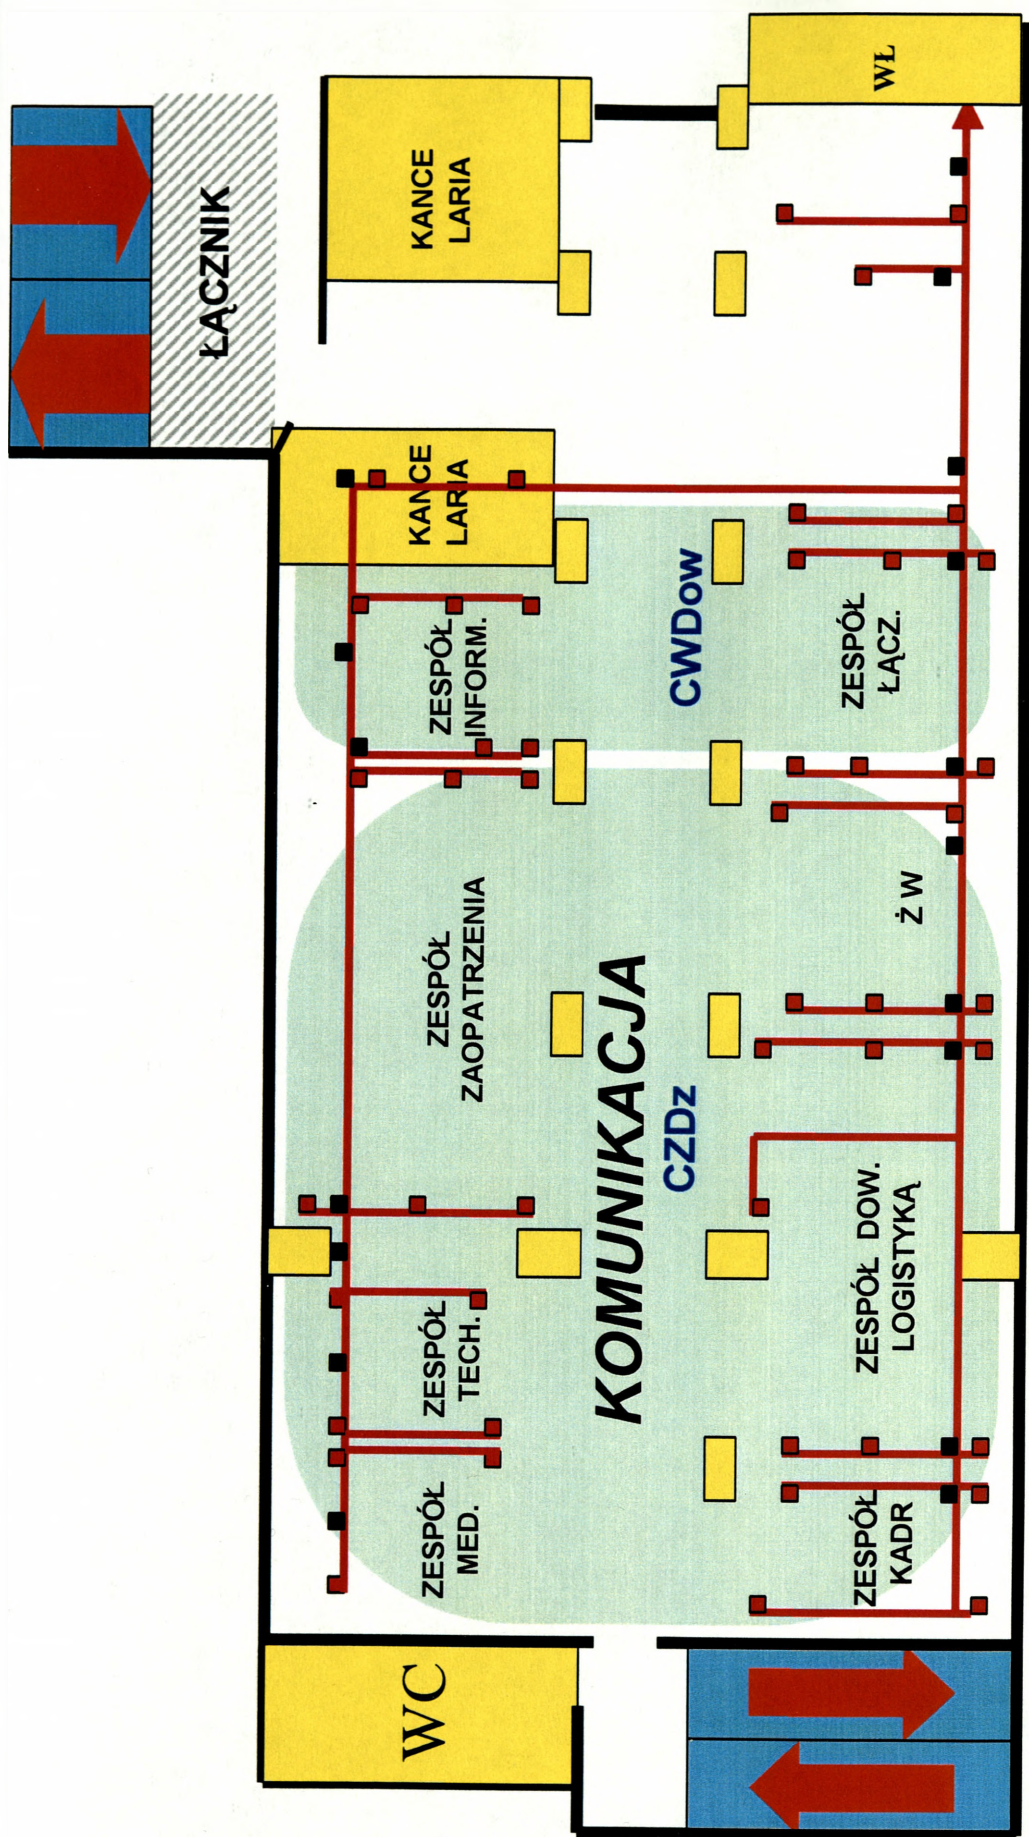 ŁĄCZNIK
WC
ZESPÓŁ
MED.
ZESPÓŁ
TECH.
ZESPÓŁ
ZAOPATRZENIA
ZESPÓŁ
INFORM.
KANCE
LARIA
KANCE
LARIA
KOMUNIKACJA
CZDz
CWDow
ZESPÓŁ
KADR
ZESPÓŁ DOW.
LOGISTYKĄ
Ż W
ZESPÓŁ
ŁĄCZ.
WŁ